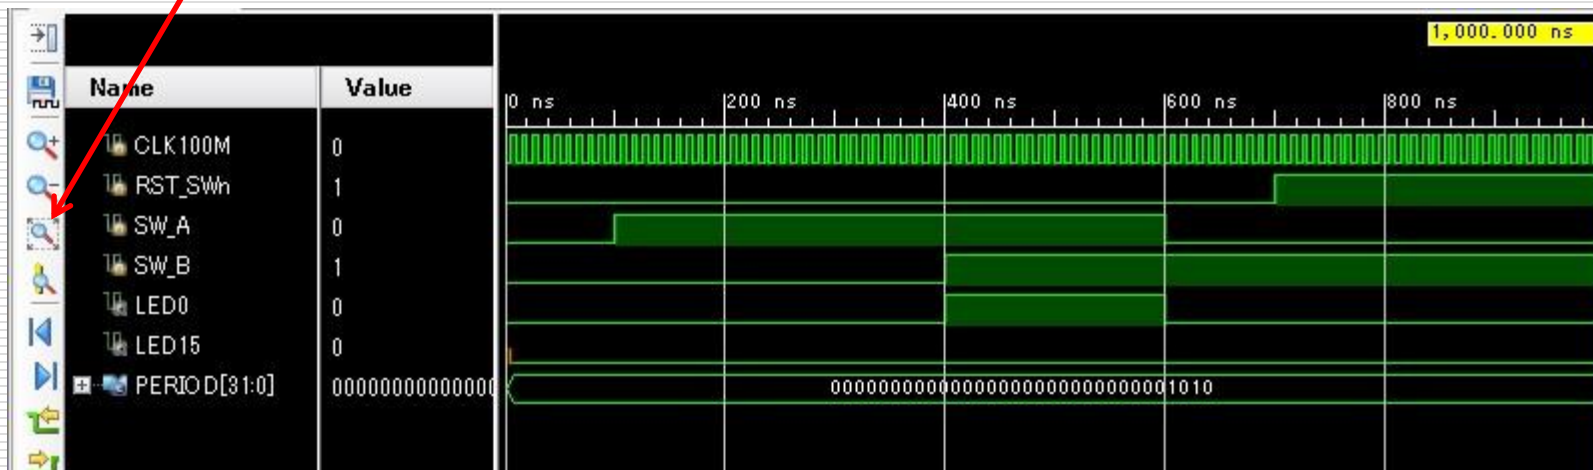 1,000.000 ns
Name Value
0 ns 200 ns 400 ns 600 ns 800 ns
CLK100M 0
RST_SWn 1
SW_A 0
SW_B 1
LED0 0
LED15 0
PERIOD[31:0] 00000000000000 00000000000000000000000000001010